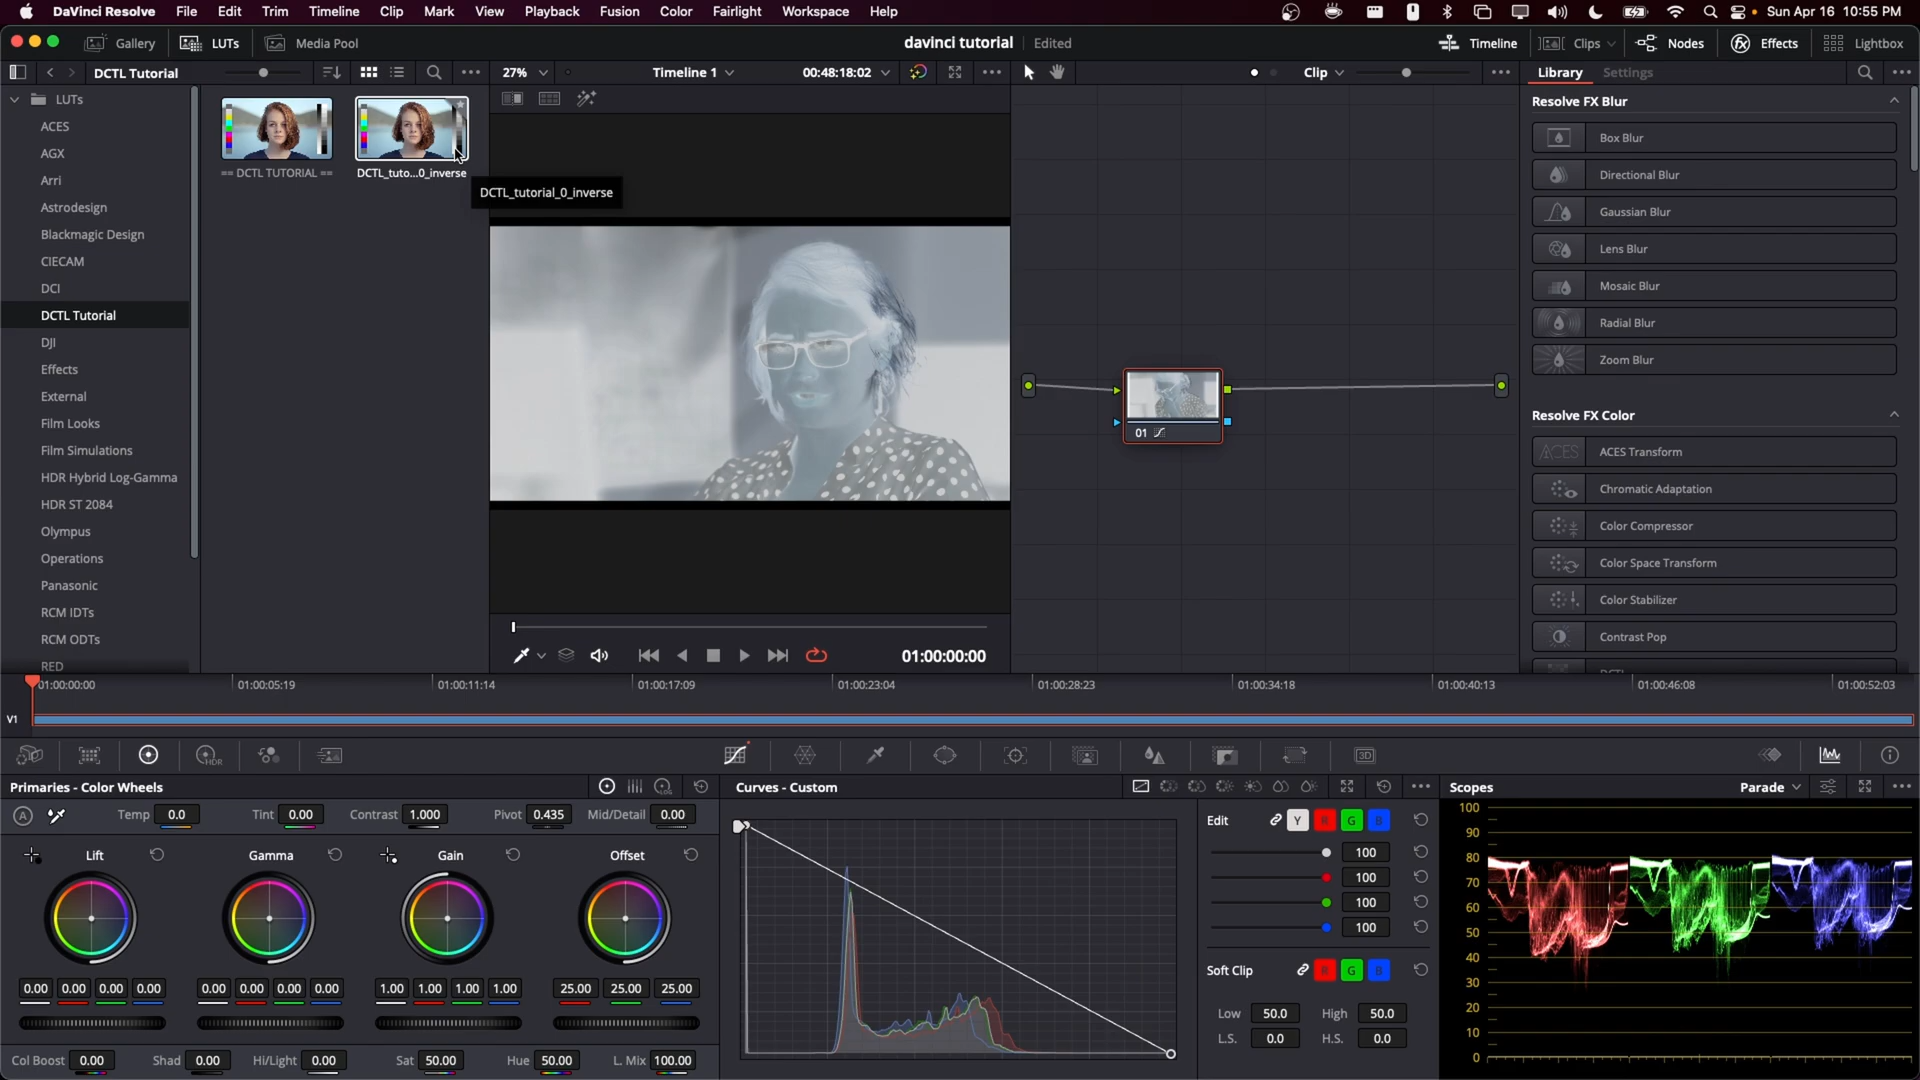 DaVinci Resolve File Edit Trim Timeline Clip Mark View Playback Fusion Color Fairlight Workspace Help Sun Apr 16 10:55 PM
Gallery LUTs Media Pool davinci tutorial Edited Timeline Clips Nodes Effects Lightbox
DCTL Tutorial 27% Timeline 1 00:48:18:02 Clip Library Settings
LUTs
ACES
AGX
Arri
Astrodesign
Blackmagic Design
CIECAM
DCI
DCTL Tutorial
DJI
Effects
External
Film Looks
Film Simulations
HDR Hybrid Log-Gamma
HDR ST 2084
Olympus
Operations
Panasonic
RCM IDTs
RCM ODTs
RED
== DCTL TUTORIAL == DCTL_tuto...0_inverse
DCTL_tutorial_0_inverse
01:00:00:00
01
Resolve FX Blur
Box Blur
Directional Blur
Gaussian Blur
Lens Blur
Mosaic Blur
Radial Blur
Zoom Blur
Resolve FX Color
ACES ACES Transform
Chromatic Adaptation
Color Compressor
Color Space Transform
Color Stabilizer
Contrast Pop
01:00:00:00 01:00:05:19 01:00:11:14 01:00:17:09 01:00:23:04 01:00:28:23 01:00:34:18 01:00:40:13 01:00:46:08 01:00:52:03
V1
HDR 3D
Primaries - Color Wheels
A Temp 0.0 Tint 0.00 Contrast 1.000 Pivot 0.435 Mid/Detail 0.00
Lift Gamma Gain Offset
0.00 0.00 0.00 0.00 0.00 0.00 0.00 0.00 1.00 1.00 1.00 1.00 25.00 25.00 25.00
Col Boost 0.00 Shad 0.00 Hi/Light 0.00 Sat 50.00 Hue 50.00 L. Mix 100.00
Curves - Custom
Edit Y R G B
100
100
100
100
Soft Clip R G B
Low 50.0 High 50.0
L.S. 0.0 H.S. 0.0
Scopes Parade
100
90
80
70
60
50
40
30
20
10
0